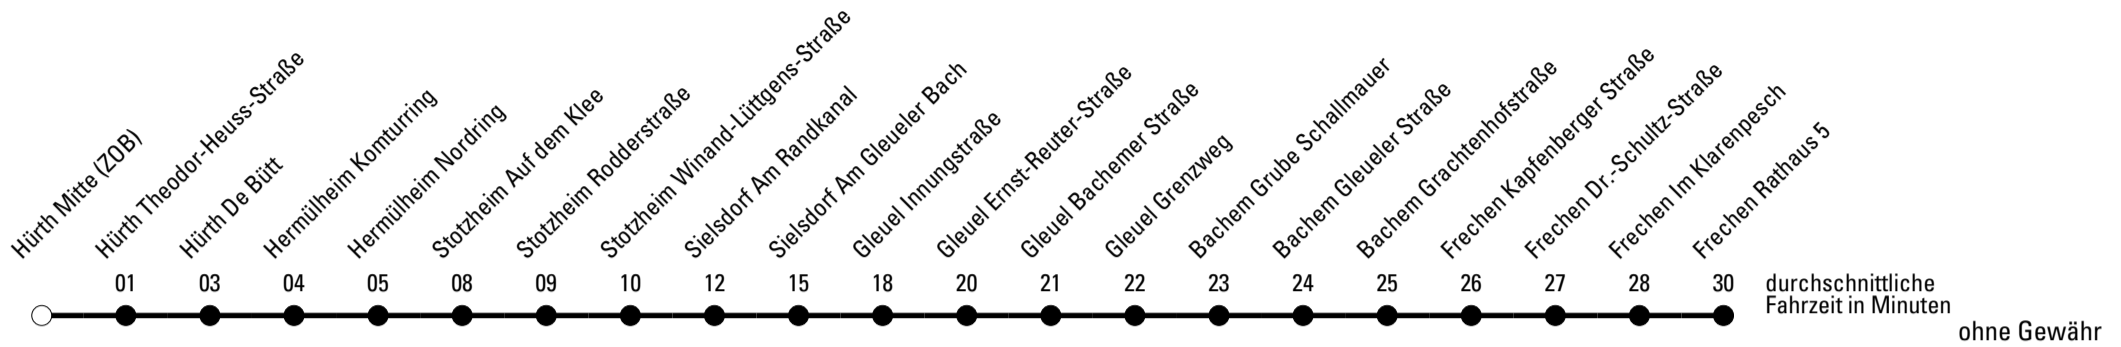 Hürth Mitte (ZOB)
Hürth Theodor-Heuss-Straße
Hürth De Bütt
Hermülheim Komturring
Hermülheim Nordring
Stotzheim Auf dem Klee
Stotzheim Rodderstraße
Stotzheim Winand-Lüttgens-Straße
Sielsdorf Am Randkanal
Sielsdorf Am Gleueler Bach
Gleuel Innungstraße
Gleuel Ernst-Reuter-Straße
Gleuel Bachemer Straße
Gleuel Grenzweg
Bachem Grube Schallmauer
Bachem Gleueler Straße
Bachem Grachtenhofstraße
Frechen Kapfenberger Straße
Frechen Dr.-Schultz-Straße
Frechen Im Klarenpesch
Frechen Rathaus 5
01 03 04 05 08 09 10 12 15 18 20 21 22 23 24 25 26 27 28 30
durchschnittliche
Fahrzeit in Minuten
ohne Gewähr